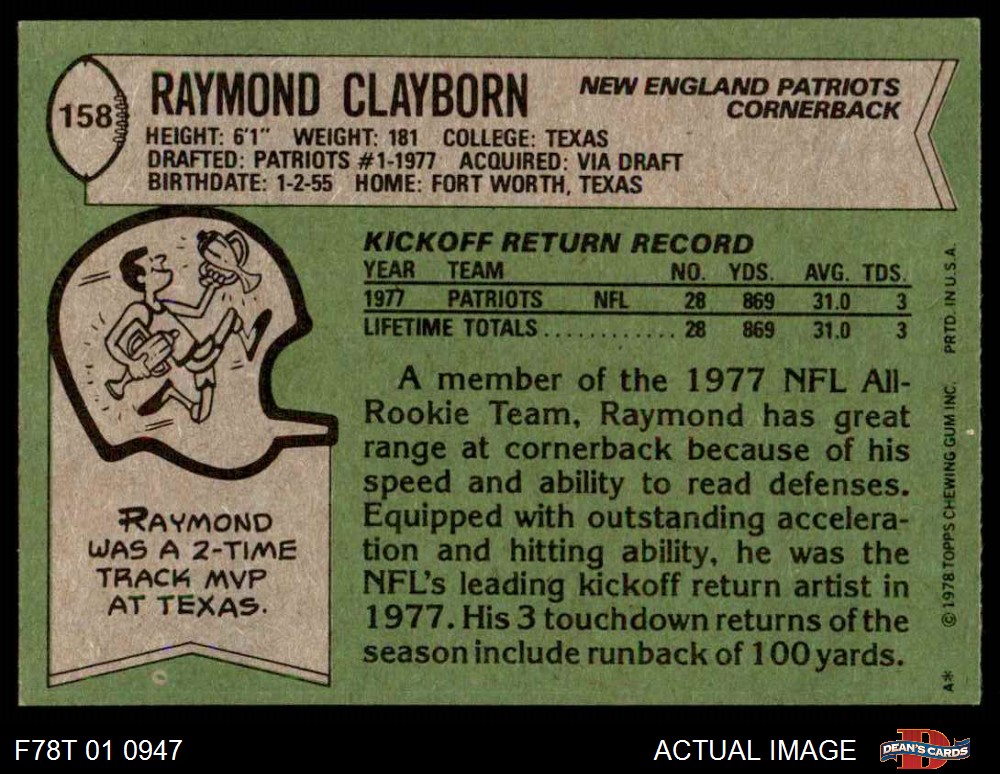 158
RAYMOND CLAYBORN
NEW ENGLAND PATRIOTS
CORNERBACK
HEIGHT: 6'1" WEIGHT: 181 COLLEGE: TEXAS
DRAFTED: PATRIOTS #1-1977 ACQUIRED: VIA DRAFT
BIRTHDATE: 1-2-55 HOME: FORT WORTH, TEXAS
KICKOFF RETURN RECORD
YEAR TEAM NO. YDS. AVG. TDS.
1977 PATRIOTS NFL 28 869 31.0 3
LIFETIME TOTALS............ 28 869 31.0 3
A member of the 1977 NFL All-
Rookie Team, Raymond has great
range at cornerback because of his
speed and ability to read defenses.
Equipped with outstanding accelera-
tion and hitting ability, he was the
NFL's leading kickoff return artist in
1977. His 3 touchdown returns of the
season include runback of 100 yards.
RAYMOND
WAS A 2-TIME
TRACK MVP
AT TEXAS.
A* © 1978 TOPPS CHEWING GUM INC. PRTD. IN U.S.A.
F78T 01 0947
ACTUAL IMAGE
D
DEAN'S CARDS